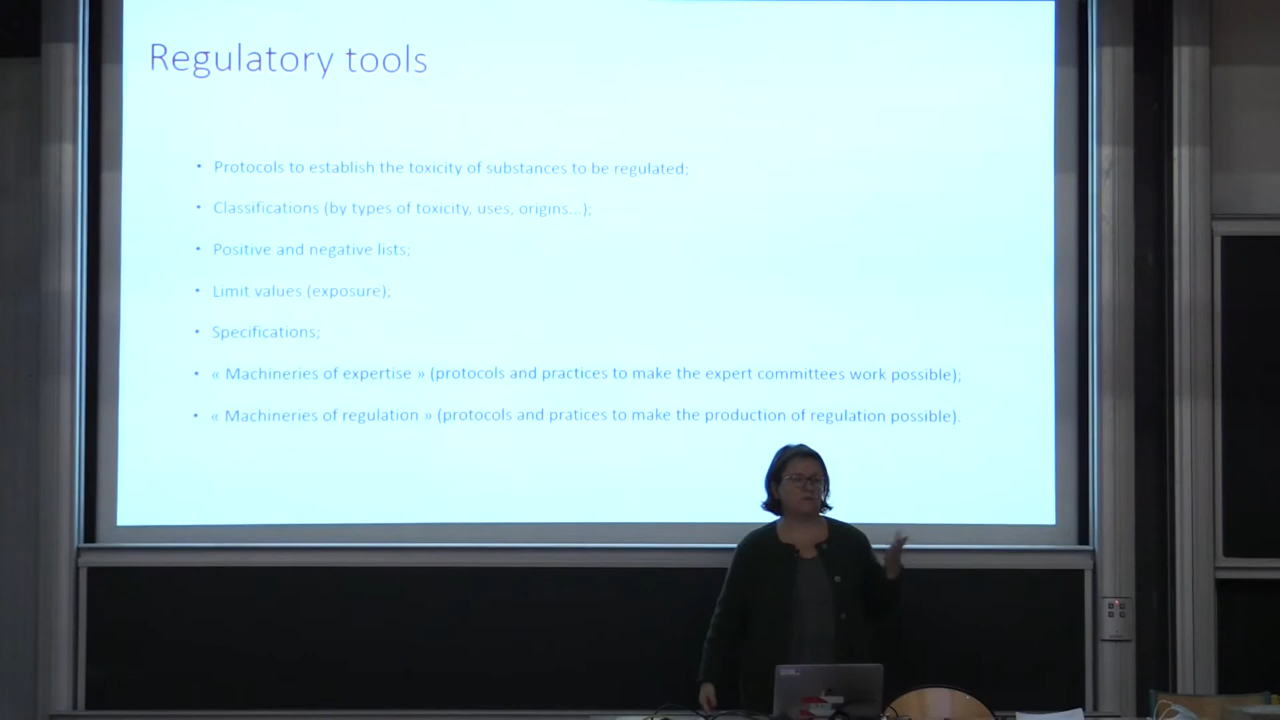 Regulatory tools
• Protocols to establish the toxicity of substances to be regulated;
• Classifications (by types of toxicity, uses, origins...);
• Positive and negative lists;
• Limit values (exposure);
• Specifications;
• « Machineries of expertise » (protocols and practices to make the expert committees work possible);
• « Machineries of regulation » (protocols and pratices to make the production of regulation possible).